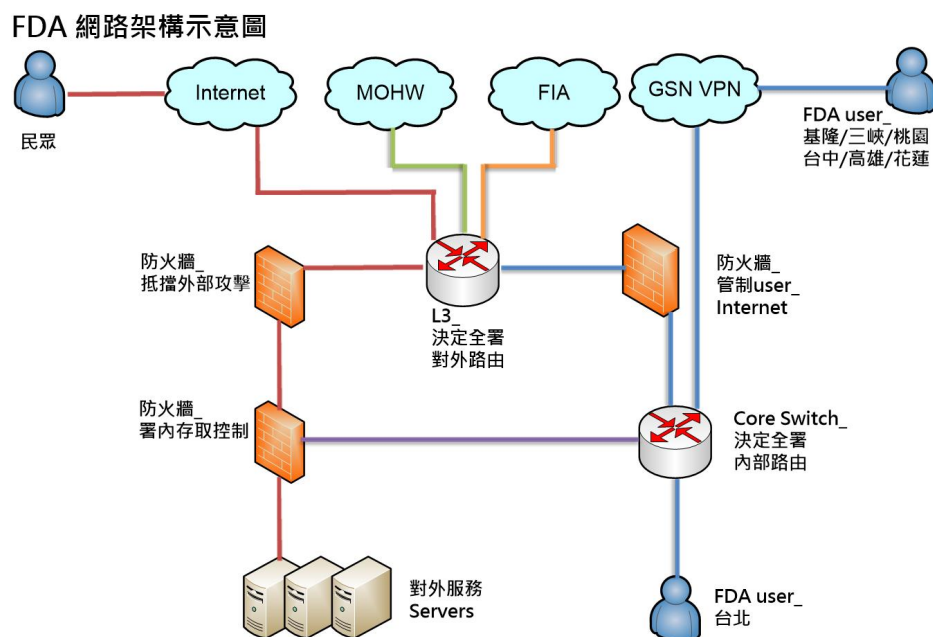 FDA 網路架構示意圖
Internet
MOHW
FIA
GSN VPN
民眾
FDA user_
基隆/三峽/桃園
台中/高雄/花蓮
防火牆_
抵擋外部攻擊
L3_
決定全署
對外路由
防火牆_
管制user_
Internet
防火牆_
署內存取控制
Core Switch_
決定全署
內部路由
對外服務
Servers
FDA user_
台北